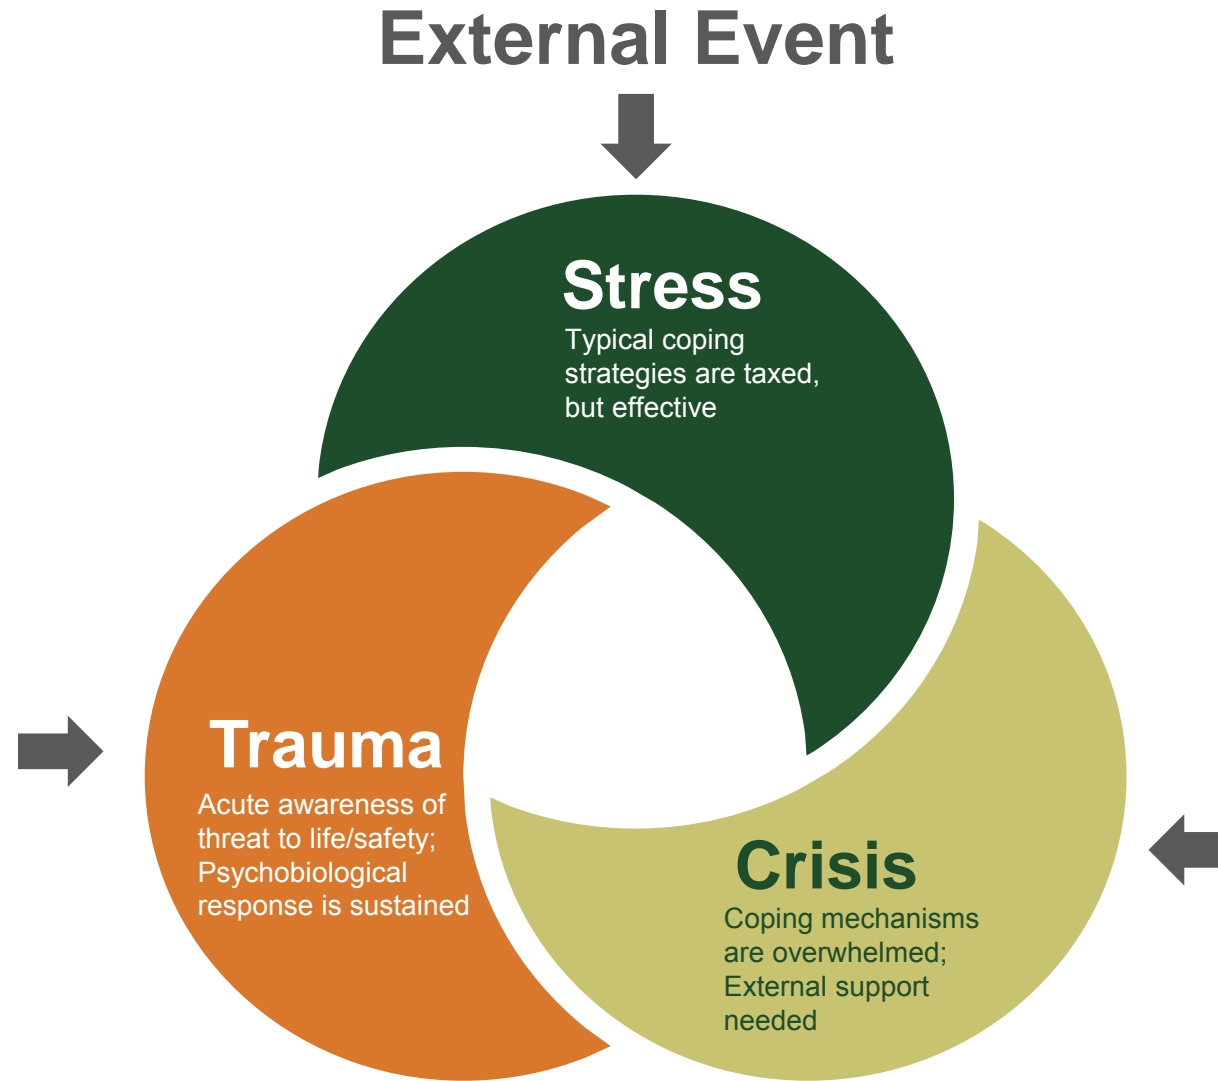 External Event
Stress
Typical coping
strategies are taxed,
but effective
Trauma
Acute awareness of
threat to life/safety;
Psychobiological
response is sustained
Crisis
Coping mechanisms
are overwhelmed;
External support
needed